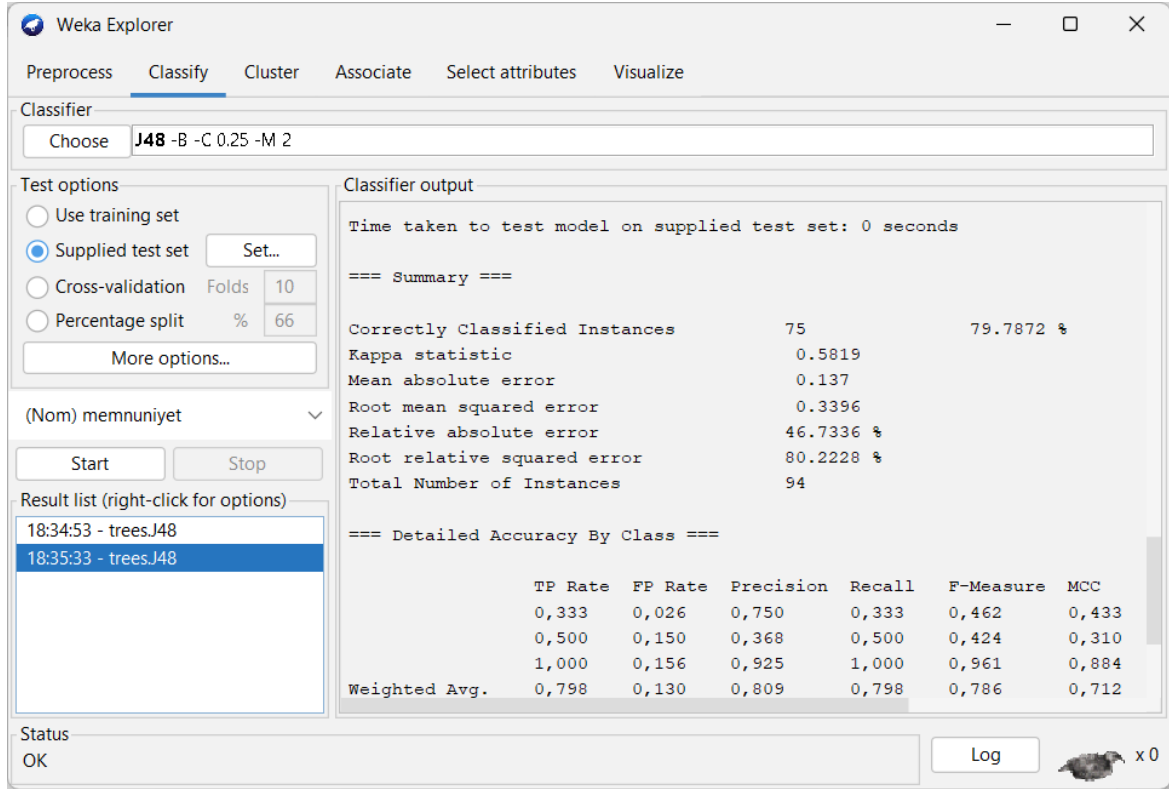 Weka Explorer
Preprocess Classify Cluster Associate Select attributes Visualize
Classifier
Choose J48 -B -C 0.25 -M 2
Test options
Use training set
Supplied test set Set...
Cross-validation Folds 10
Percentage split % 66
More options...
(Nom) memnuniyet
Start Stop
Result list (right-click for options)
18:34:53 - trees.J48
18:35:33 - trees.J48
Classifier output
Time taken to test model on supplied test set: 0 seconds
=== Summary ===
Correctly Classified Instances 75 79.7872 %
Kappa statistic 0.5819
Mean absolute error 0.137
Root mean squared error 0.3396
Relative absolute error 46.7336 %
Root relative squared error 80.2228 %
Total Number of Instances 94
=== Detailed Accuracy By Class ===
TP Rate FP Rate Precision Recall F-Measure MCC
0,333 0,026 0,750 0,333 0,462 0,433
0,500 0,150 0,368 0,500 0,424 0,310
1,000 0,156 0,925 1,000 0,961 0,884
Weighted Avg. 0,798 0,130 0,809 0,798 0,786 0,712
Status
OK
Log x 0